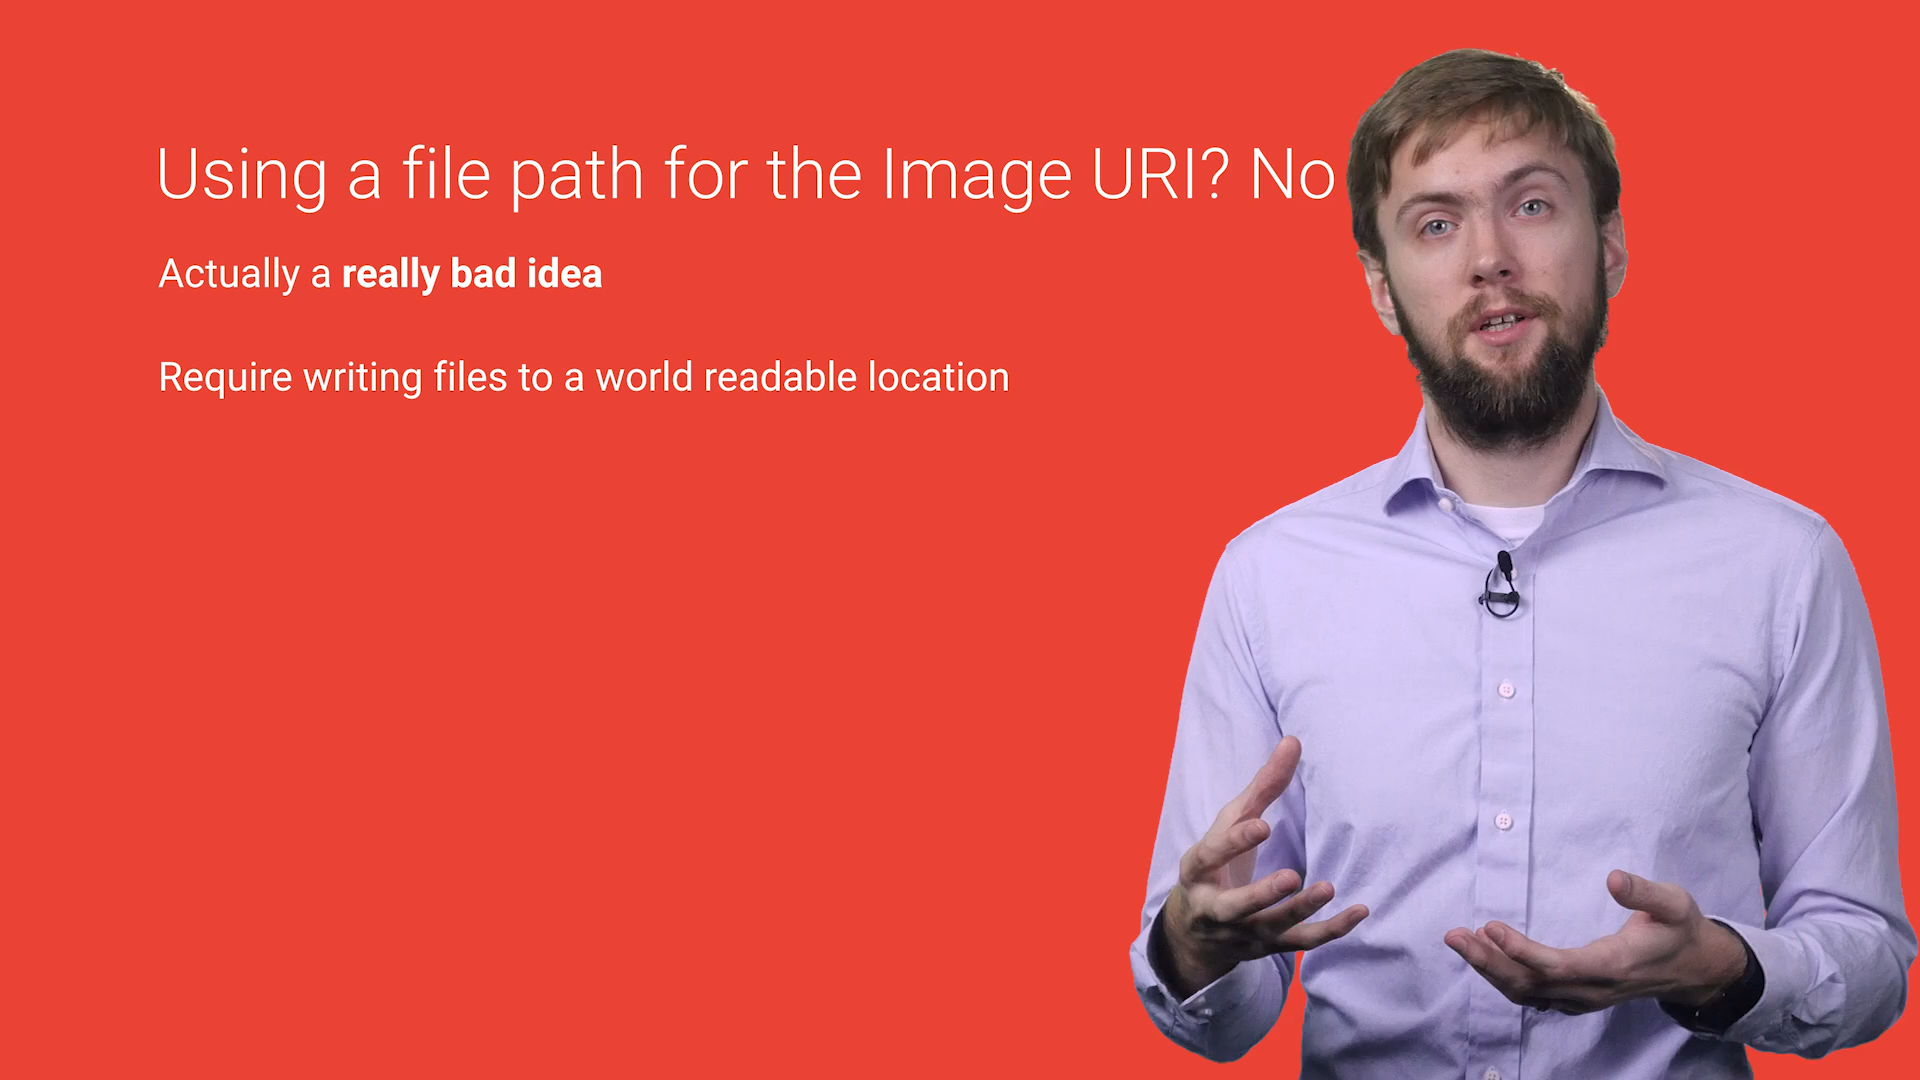 Using a file path for the Image URI? No
Actually a really bad idea
Require writing files to a world readable location